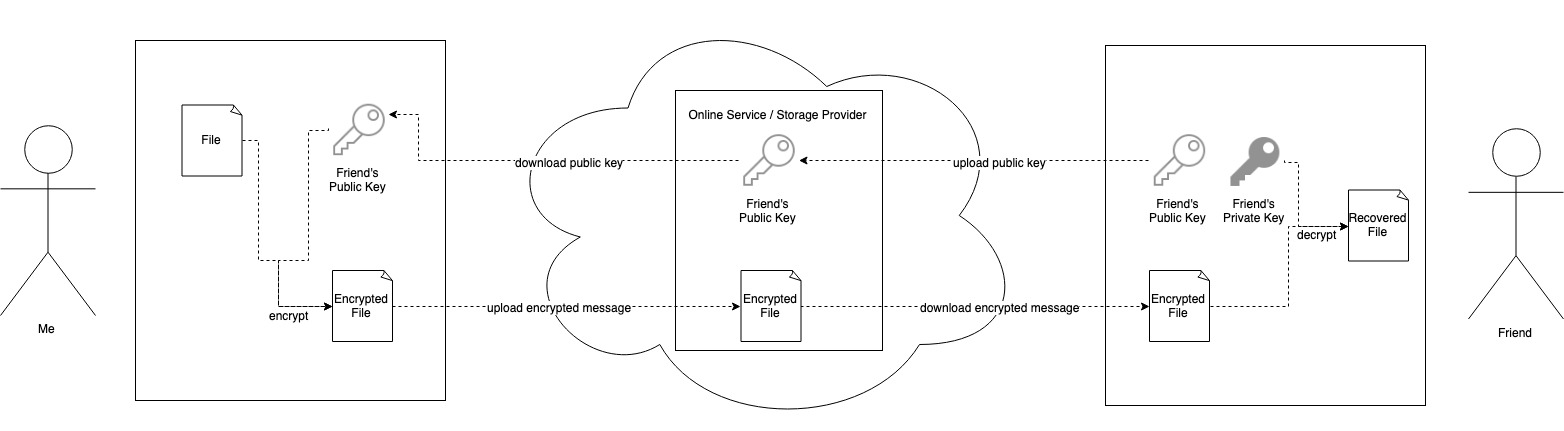 Online Service / Storage Provider
File
Friend's
Public Key
download public key
upload public key
Friend's
Public Key
Friend's
Public Key
Friend's
Private Key
Recovered
File
decrypt
Encrypted
File
encrypt
upload encrypted message
Encrypted
File
download encrypted message
Encrypted
File
Me
Friend